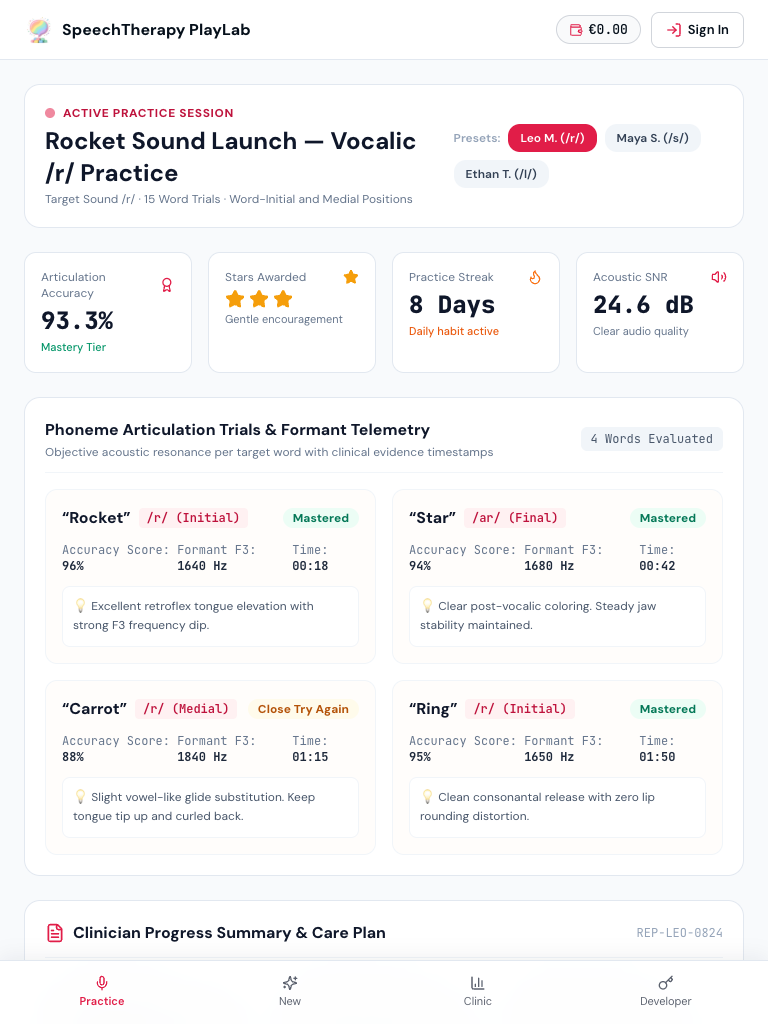 SpeechTherapy PlayLab
€0.00
Sign In
ACTIVE PRACTICE SESSION
Rocket Sound Launch — Vocalic
/r/ Practice
Target Sound /r/ · 15 Word Trials · Word-Initial and Medial Positions
Presets:
Leo M. (/r/)
Maya S. (/s/)
Ethan T. (/l/)
Articulation
Accuracy
93.3%
Mastery Tier
Stars Awarded
Gentle encouragement
Practice Streak
8 Days
Daily habit active
Acoustic SNR
24.6 dB
Clear audio quality
Phoneme Articulation Trials & Formant Telemetry
Objective acoustic resonance per target word with clinical evidence timestamps
4 Words Evaluated
“Rocket” /r/ (Initial) Mastered
Accuracy Score: Formant F3: Time:
96% 1640 Hz 00:18
💡 Excellent retroflex tongue elevation with
strong F3 frequency dip.
“Star” /ar/ (Final) Mastered
Accuracy Score: Formant F3: Time:
94% 1680 Hz 00:42
💡 Clear post-vocalic coloring. Steady jaw
stability maintained.
“Carrot” /r/ (Medial) Close Try Again
Accuracy Score: Formant F3: Time:
88% 1840 Hz 01:15
💡 Slight vowel-like glide substitution. Keep
tongue tip up and curled back.
“Ring” /r/ (Initial) Mastered
Accuracy Score: Formant F3: Time:
95% 1650 Hz 01:50
💡 Clean consonantal release with zero lip
rounding distortion.
Clinician Progress Summary & Care Plan
REP-LEO-0824
Practice
New
Clinic
Developer